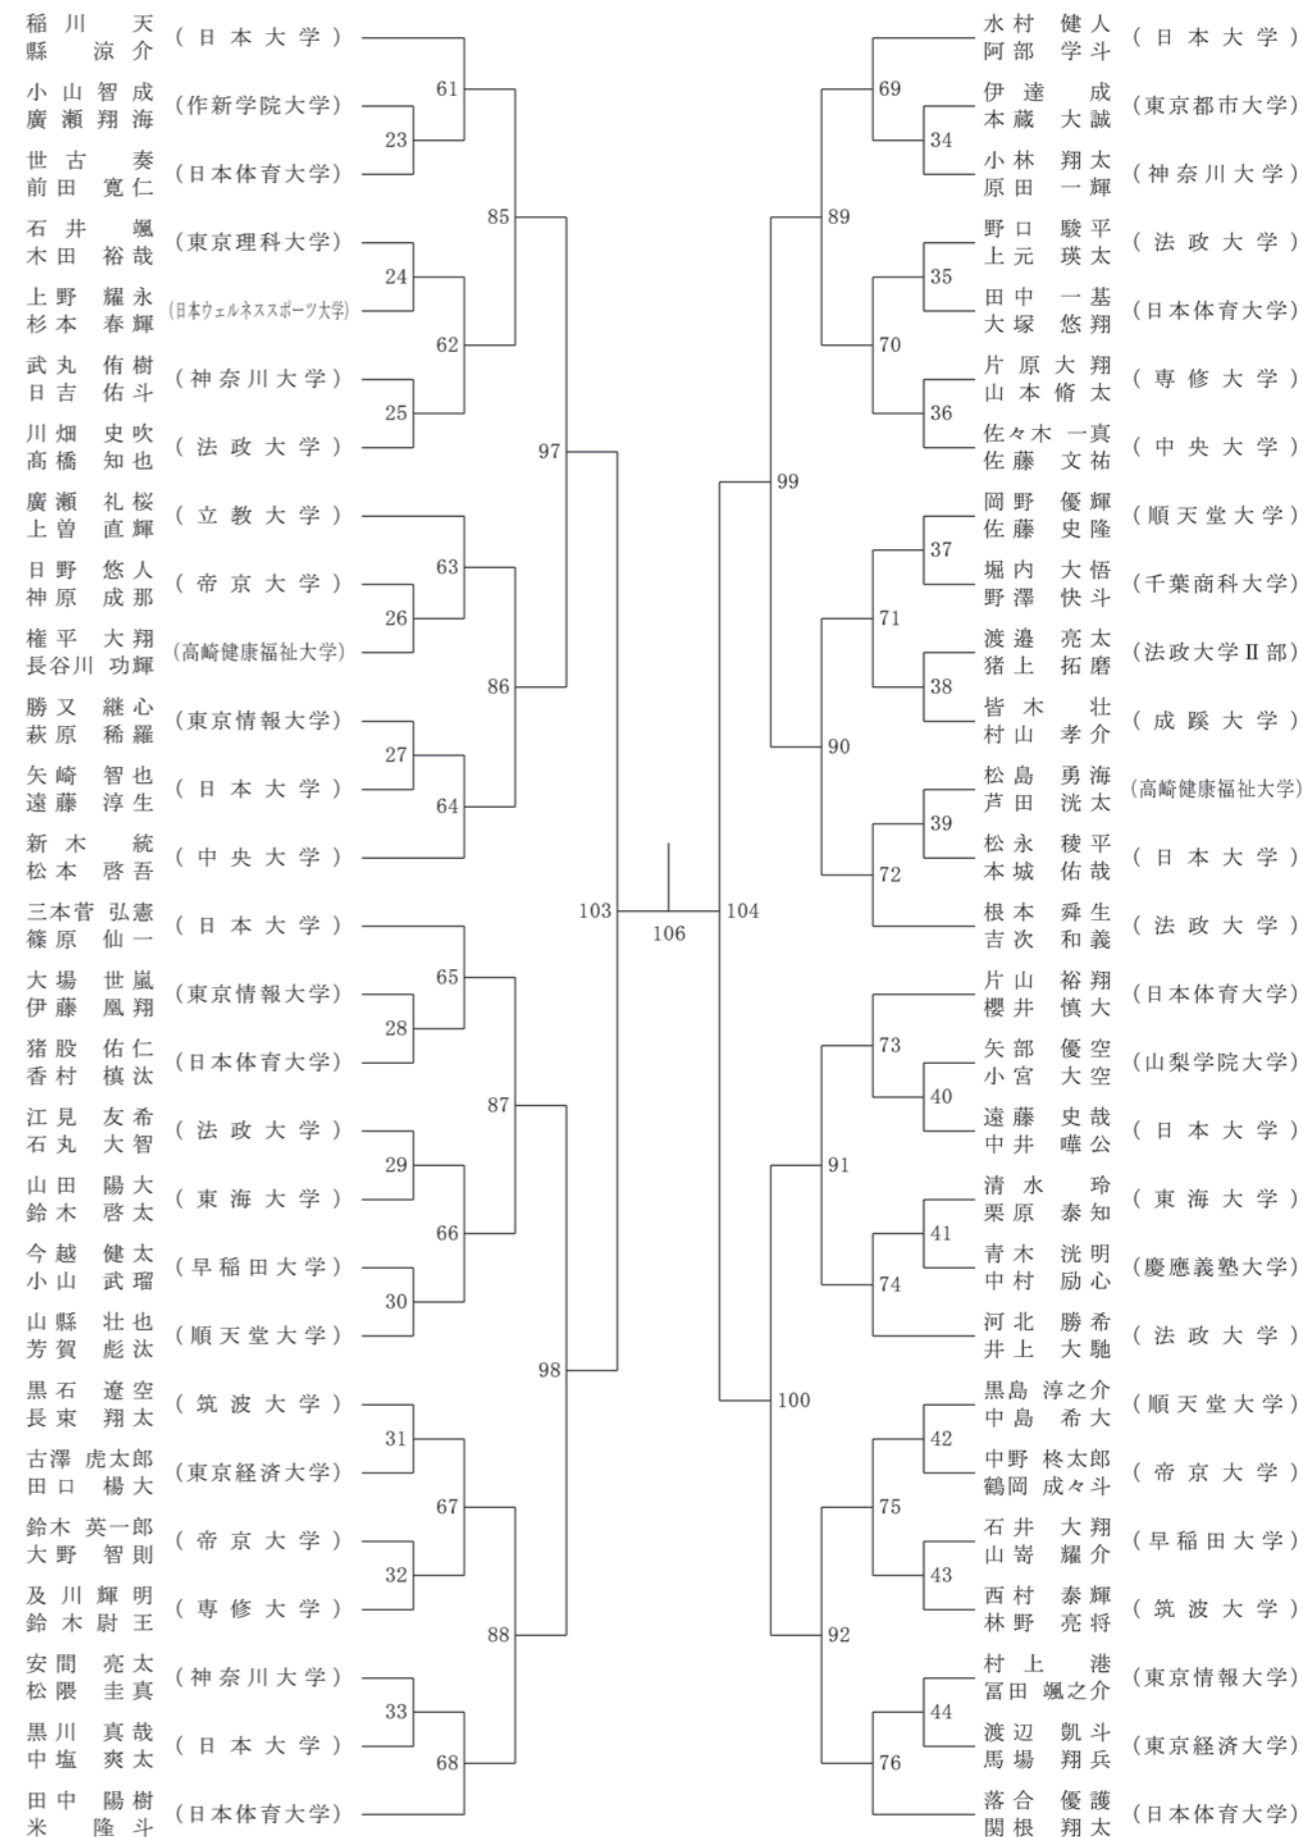 稲川 天
縣 涼介
(日本大学)
小山智成
廣瀬翔海
(作新学院大学)
世古 奏
前田 寛仁
(日本体育大学)
石井 颯
木田 裕哉
(東京理科大学)
上野 耀永
杉本 春輝
(日本ウェルネススポーツ大学)
武丸 侑樹
日吉 佑斗
(神奈川大学)
川畑 史吹
髙橋 知也
(法政大学)
廣瀬 礼桜
上曽 直輝
(立教大学)
日野 悠人
神原 成那
(帝京大学)
権平 大翔
長谷川 功輝
(高崎健康福祉大学)
勝又 継心
萩原 稀羅
(東京情報大学)
矢崎 智也
遠藤 淳生
(日本大学)
新木 統
松本 啓吾
(中央大学)
三本菅 弘憲
篠原 仙一
(日本大学)
大場 世嵐
伊藤 凰翔
(東京情報大学)
猪股 佑仁
香村 槙汰
(日本体育大学)
江見 友希
石丸 大智
(法政大学)
山田 陽大
鈴木 啓太
(東海大学)
今越 健太
小山 武瑠
(早稲田大学)
山縣 壮也
芳賀 彪汰
(順天堂大学)
黒石 遼空
長束 翔太
(筑波大学)
古澤 虎太郎
田口 楊大
(東京経済大学)
鈴木 英一郎
大野 智則
(帝京大学)
及川輝明
鈴木尉王
(専修大学)
安間 亮太
松隈 圭真
(神奈川大学)
黒川 真哉
中塩 爽太
(日本大学)
田中 陽樹
米 隆斗
(日本体育大学)
23
24
25
26
27
28
29
30
31
32
33
61
62
63
64
65
66
67
68
85
86
87
88
97
98
103
106
104
99
100
89
90
91
92
69
70
71
72
73
74
75
76
34
35
36
37
38
39
40
41
42
43
44
水村 健人
阿部 学斗
(日本大学)
伊達 成
本蔵 大誠
(東京都市大学)
小林 翔太
原田 一輝
(神奈川大学)
野口 駿平
上元 瑛太
(法政大学)
田中 一基
大塚 悠翔
(日本体育大学)
片原大翔
山本脩太
(専修大学)
佐々木 一真
佐藤 文祐
(中央大学)
岡野 優輝
佐藤 史隆
(順天堂大学)
堀内 大悟
野澤 快斗
(千葉商科大学)
渡邉 亮太
猪上 拓磨
(法政大学Ⅱ部)
皆木 壮
村山 孝介
(成蹊大学)
松島 勇海
芦田 洸太
(高崎健康福祉大学)
松永 稜平
本城 佑哉
(日本大学)
根本 舜生
吉次 和義
(法政大学)
片山 裕翔
櫻井 慎大
(日本体育大学)
矢部 優空
小宮 大空
(山梨学院大学)
遠藤 史哉
中井 嘩公
(日本大学)
清水 玲
栗原 泰知
(東海大学)
青木 洸明
中村 励心
(慶應義塾大学)
河北 勝希
井上 大馳
(法政大学)
黒島 淳之介
中島 希大
(順天堂大学)
中野 柊太郎
鶴岡 成々斗
(帝京大学)
石井 大翔
山嵜 耀介
(早稲田大学)
西村 泰輝
林野 亮将
(筑波大学)
村上 港
冨田 颯之介
(東京情報大学)
渡辺 凱斗
馬場 翔兵
(東京経済大学)
落合 優護
関根 翔太
(日本体育大学)